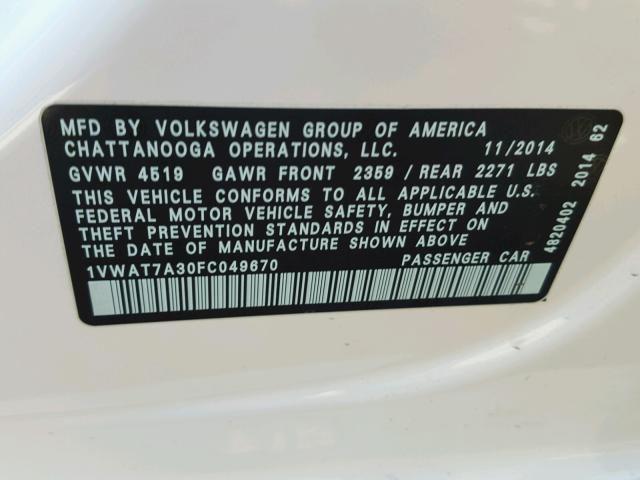 MFD BY VOLKSWAGEN GROUP OF AMERICA
CHATTANOOGA OPERATIONS, LLC. 11/2014
GVWR 4519 GAWR FRONT 2359 / REAR 2271 LBS
THIS VEHICLE CONFORMS TO ALL APPLICABLE U.S.
FEDERAL MOTOR VEHICLE SAFETY, BUMPER AND
THEFT PREVENTION STANDARDS IN EFFECT ON
THE DATE OF MANUFACTURE SHOWN ABOVE
1VWAT7A30FC049670 PASSENGER CAR
4820402 2014 62